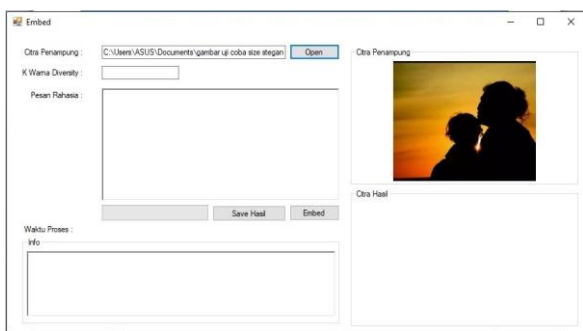 Embed
Citra Penampung :
C:\Users\ASUS\Documents\gambar uji coba size stegan
Open
K Warna Diversity :
Pesan Rahasia :
Save Hasil
Embed
Waktu Proses :
Info
Citra Penampung
Citra Hasil